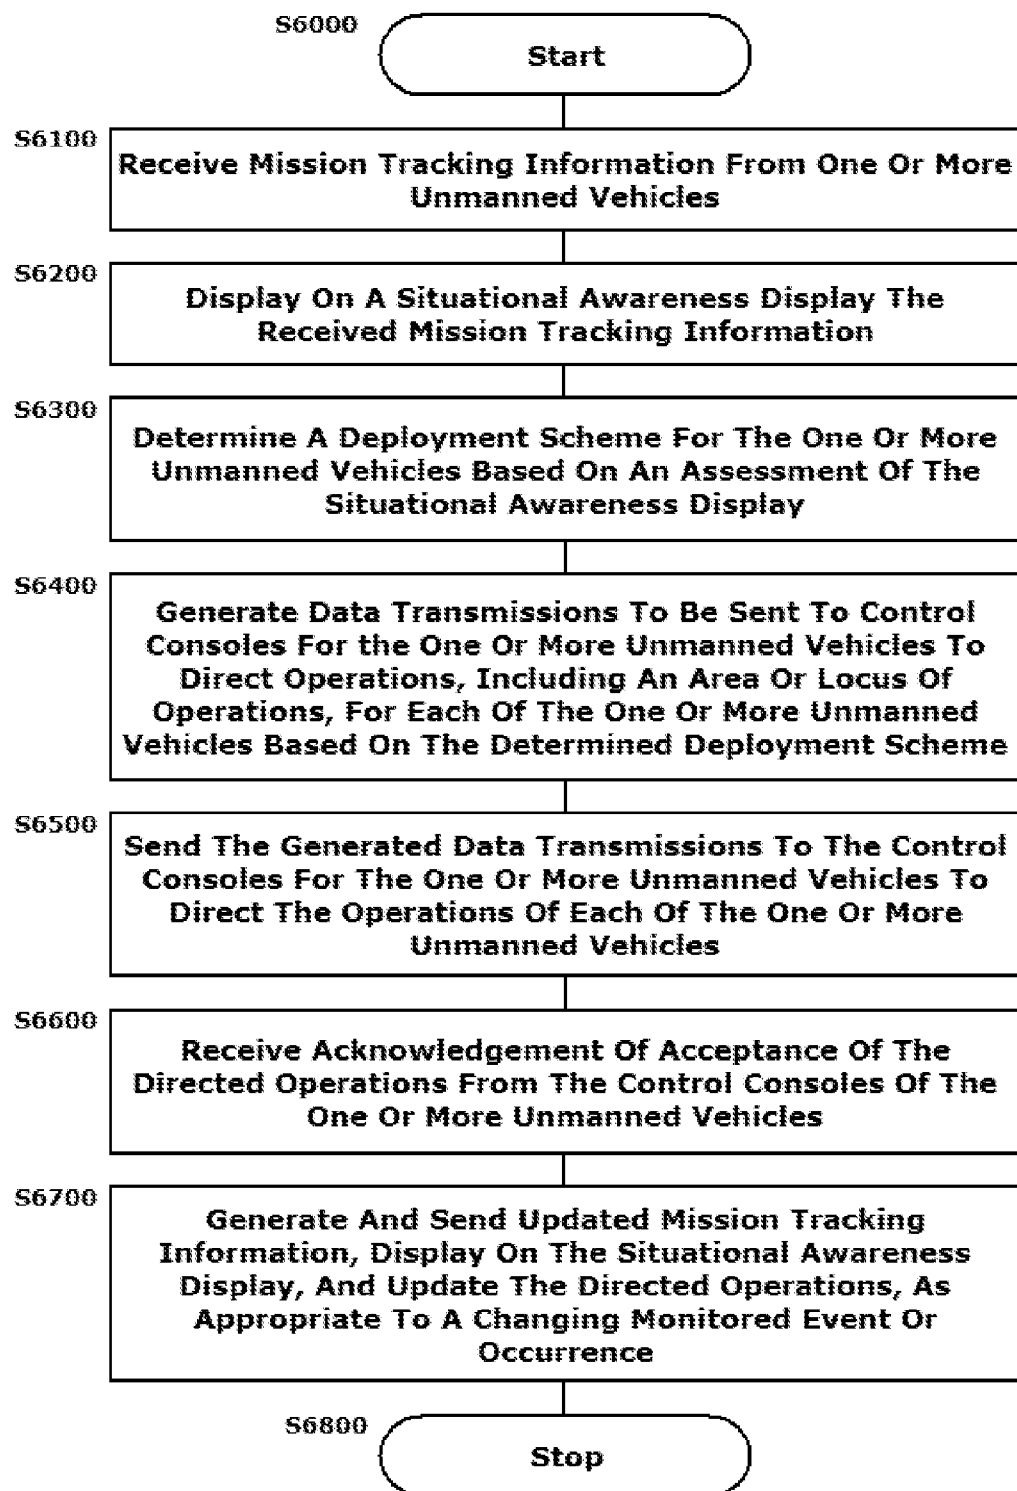 S6000
Start
S6100
Receive Mission Tracking Information From One Or More
Unmanned Vehicles
S6200
Display On A Situational Awareness Display The
Received Mission Tracking Information
S6300
Determine A Deployment Scheme For The One Or More
Unmanned Vehicles Based On An Assessment Of The
Situational Awareness Display
S6400
Generate Data Transmissions To Be Sent To Control
Consoles For the One Or More Unmanned Vehicles To
Direct Operations, Including An Area Or Locus Of
Operations, For Each Of The One Or More Unmanned
Vehicles Based On The Determined Deployment Scheme
S6500
Send The Generated Data Transmissions To The Control
Consoles For The One Or More Unmanned Vehicles To
Direct The Operations Of Each Of The One Or More
Unmanned Vehicles
S6600
Receive Acknowledgement Of Acceptance Of The
Directed Operations From The Control Consoles Of The
One Or More Unmanned Vehicles
S6700
Generate And Send Updated Mission Tracking
Information, Display On The Situational Awareness
Display, And Update The Directed Operations, As
Appropriate To A Changing Monitored Event Or
Occurrence
S6800
Stop